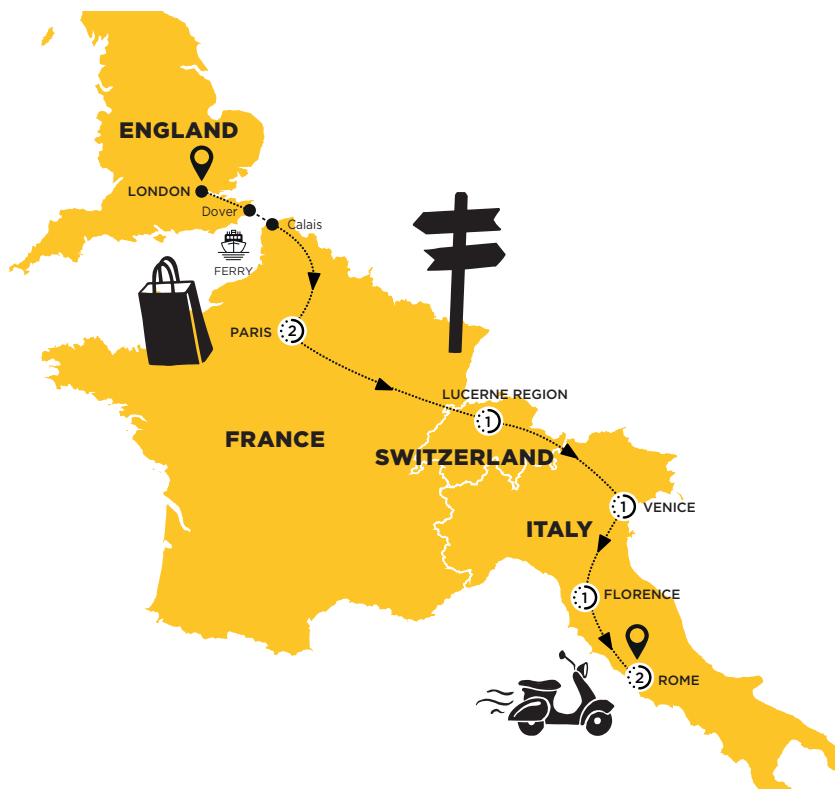 ENGLAND
LONDON
Dover
Calais
FERRY
PARIS 2
LUCERNE REGION
1
FRANCE
SWITZERLAND
1 VENICE
ITALY
1 FLORENCE
2 ROME